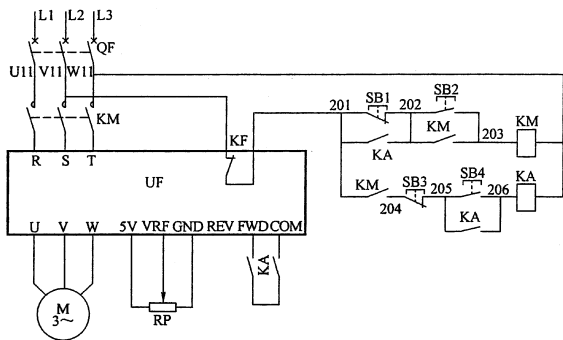 L1 L2 L3
QF
U11 V11 W11
KM
R S T
KF
UF
U V W
5V VRF GND REV FWD COM
M
3~
RP
KA
201 SB1 202 SB2
KA KM 203 KM
KM SB3 205 SB4 206 KA
204
KA